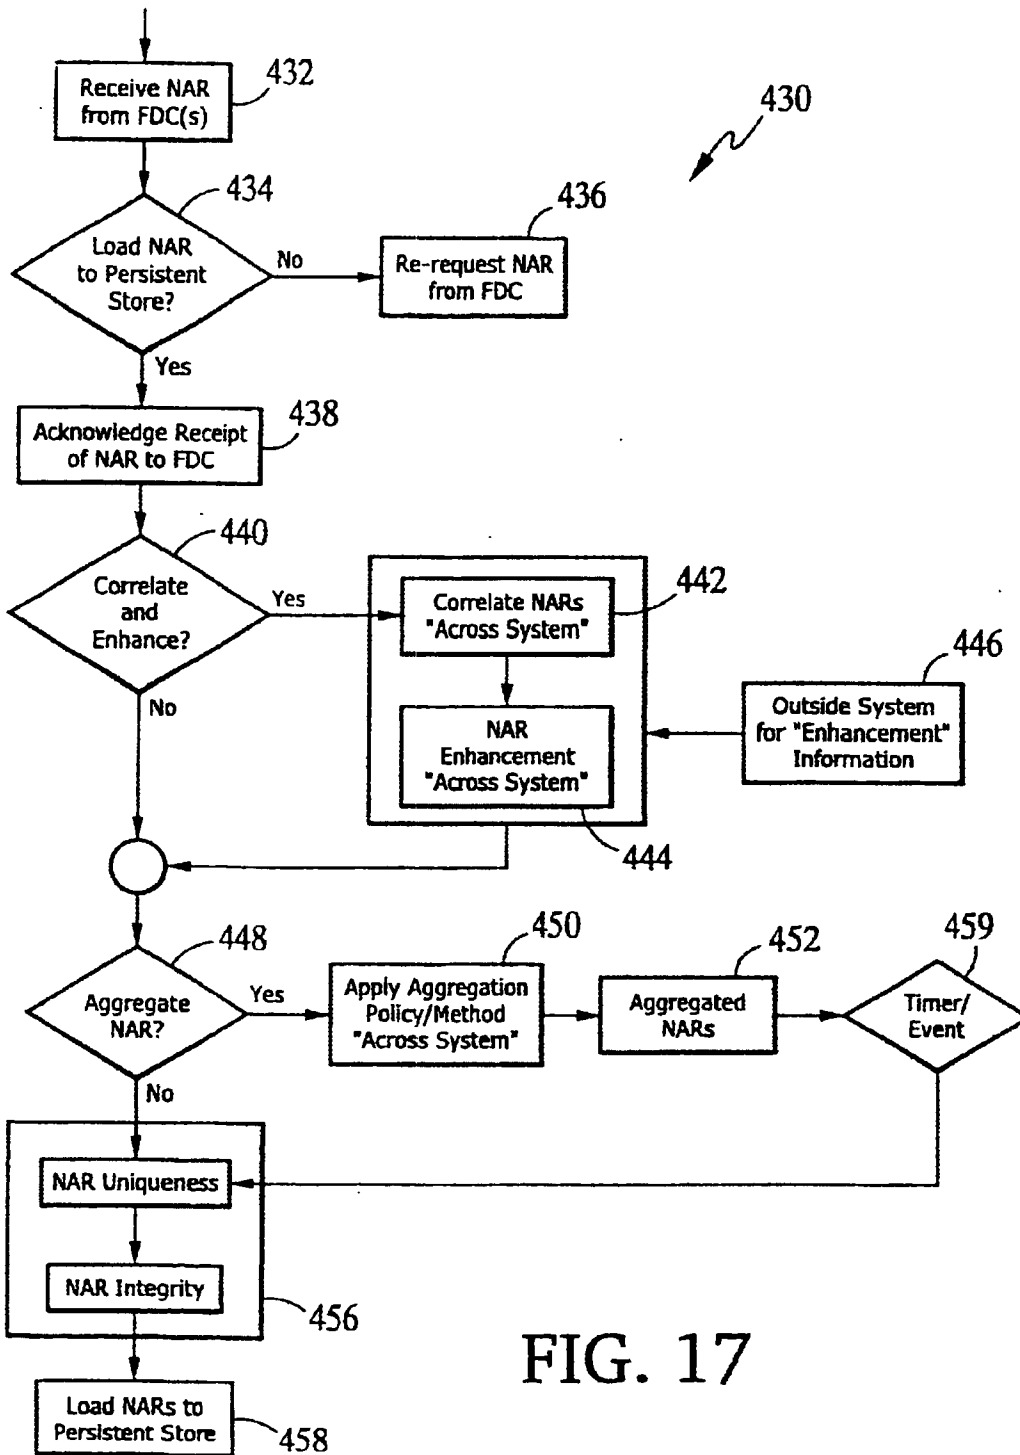 Receive NAR
from FDC(s)
432
430
434
Load NAR
to Persistent
Store?
No
436
Re-request NAR
from FDC
Yes
Acknowledge Receipt
of NAR to FDC
438
440
Correlate
and
Enhance?
Yes
Correlate NARs
"Across System"
442
No
NAR
Enhancement
"Across System"
444
446
Outside System
for "Enhancement"
Information
448
Aggregate
NAR?
Yes
450
Apply Aggregation
Policy/Method
"Across System"
452
Aggregated
NARs
459
Timer/
Event
No
NAR Uniqueness
NAR Integrity
456
Load NARs to
Persistent Store
458
FIG. 17